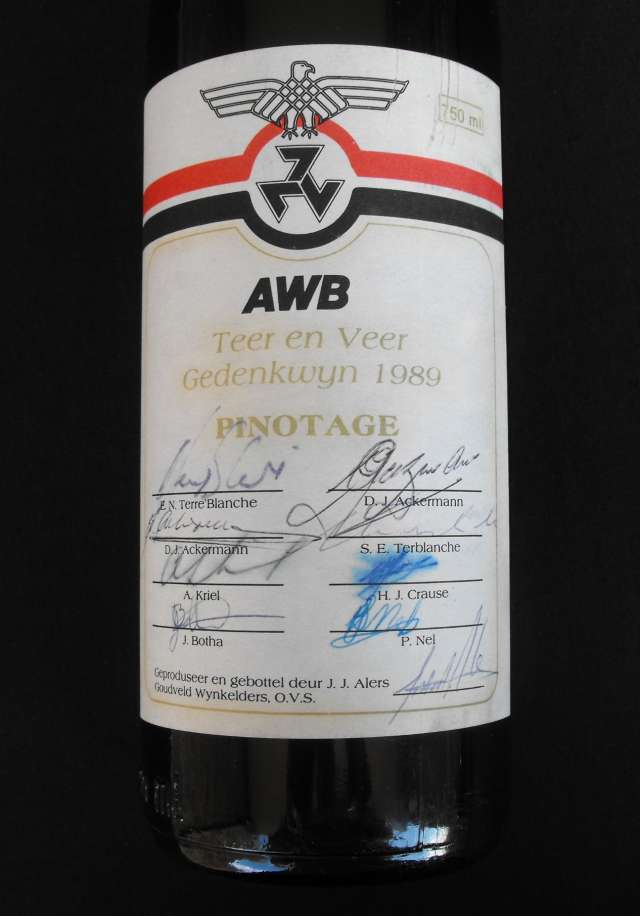 750 ml
AWB
Teer en Veer
Gedenkwyn 1989
PINOTAGE
E. N. Terre Blanche
D. J. Ackermann
D.J. Ackermann
S. E. Terblanche
A. Kriel
H. J. Crause
J. Botha
P. Nel
Geproduseer en gebottel deur J. J. Alers
Goudveld Wynkelders, O.V.S.